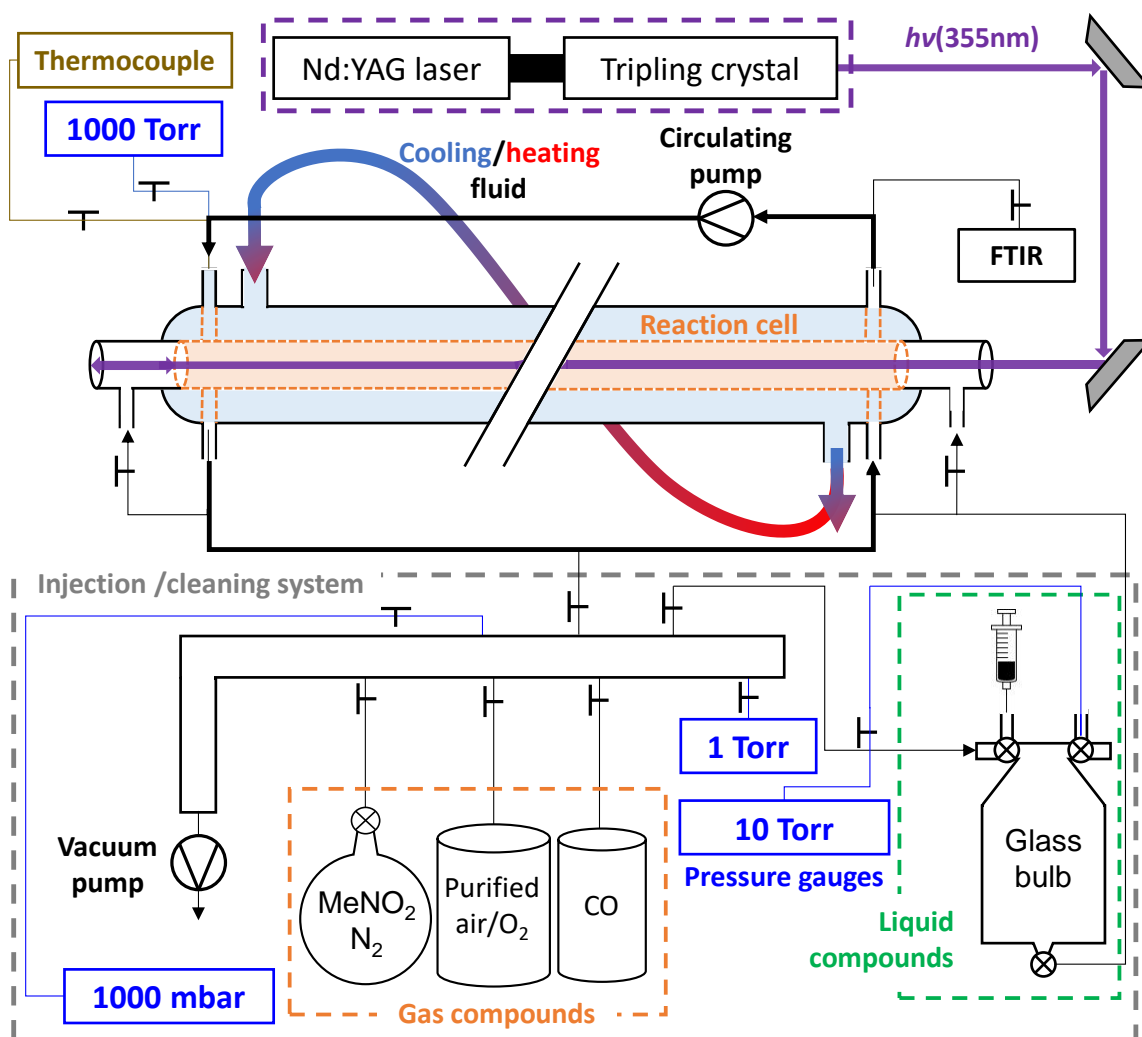 Nd:YAG laser
Tripling crystal
hν(355nm)
Thermocouple
1000 Torr
Cooling/heating
fluid
Circulating
pump
FTIR
Reaction cell
Injection /cleaning system
1 Torr
10 Torr
Pressure gauges
Vacuum
pump
MeNO₂
N₂
Purified
air/O₂
CO
Glass
bulb
Liquid
compounds
1000 mbar
Gas compounds